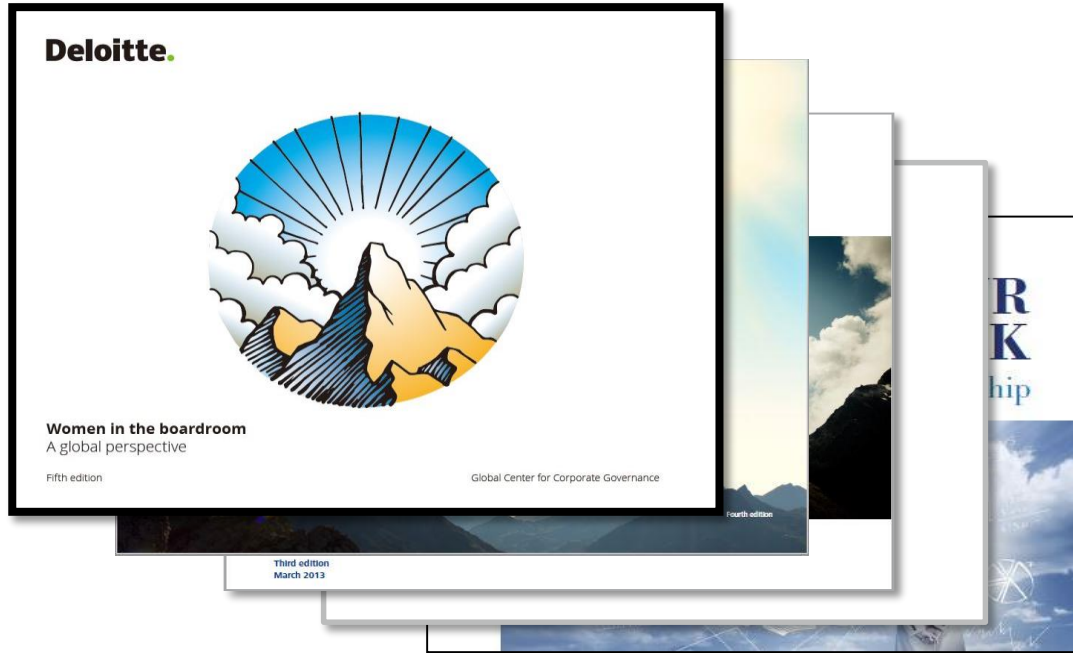 Deloitte.
Women in the boardroom
A global perspective
Fifth edition
Global Center for Corporate Governance
Fourth edition
Third edition
March 2013
R
K
hip